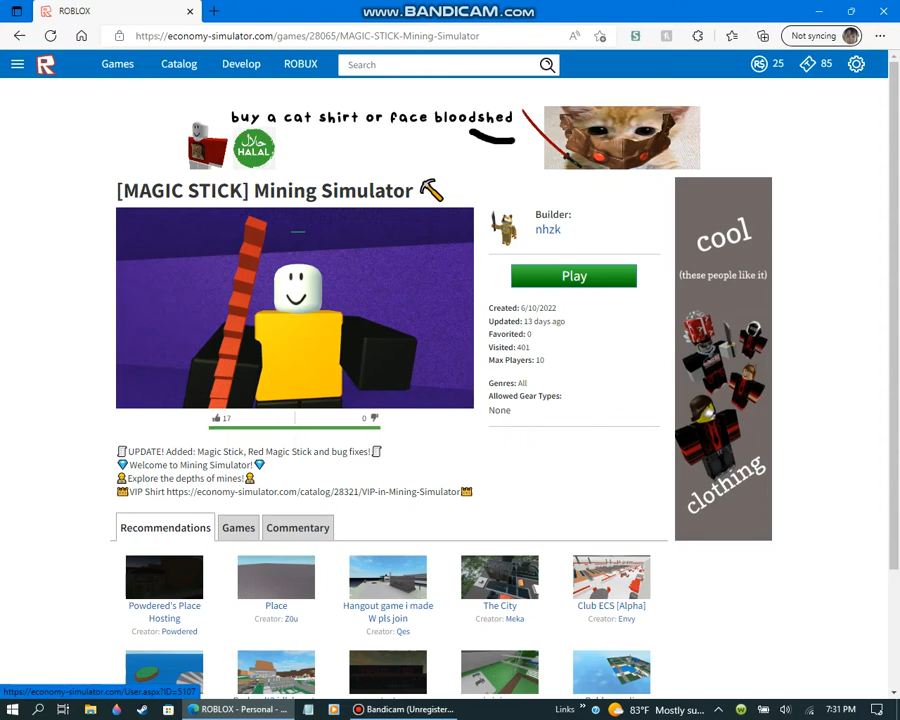 www.BANDICAM.com
ROBLOX
https://economy-simulator.com/games/28065/MAGIC-STICK-Mining-Simulator
Not syncing
Games
Catalog
Develop
ROBUX
Search
R$ 25
85
buy a cat shirt or face bloodshed
حلال
HALAL
[MAGIC STICK] Mining Simulator
Builder:
nhzk
Play
Created: 6/10/2022
Updated: 13 days ago
Favorited: 0
Visited: 401
Max Players: 10
Genres: All
Allowed Gear Types:
None
cool
(these people like it)
clothing
17
0
UPDATE! Added: Magic Stick, Red Magic Stick and bug fixes!
Welcome to Mining Simulator!
Explore the depths of mines!
VIP Shirt https://economy-simulator.com/catalog/28321/VIP-in-Mining-Simulator
Recommendations
Games
Commentary
Powdered's Place Hosting
Creator: Powdered
Place
Creator: Z0u
Hangout game i made W pls join
Creator: Qes
The City
Creator: Meka
Club ECS [Alpha]
Creator: Envy
https://economy-simulator.com/User.aspx?ID=5107
ROBLOX - Personal - ...
Bandicam (Unregister...
Links
83°F Mostly su...
7:31 PM